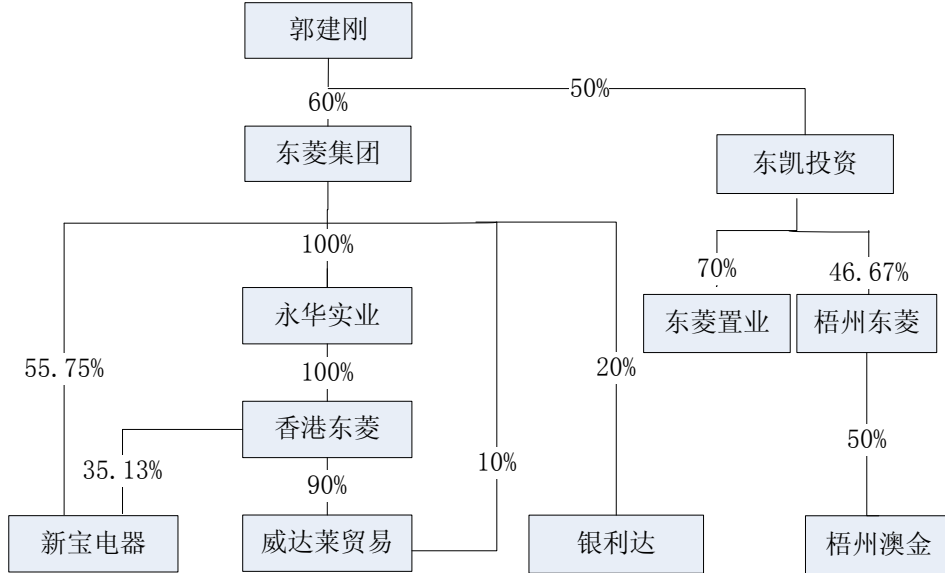 郭建刚
50%
60%
东菱集团
东凯投资
100%
70%
46.67%
永华实业
东菱置业
梧州东菱
55.75%
100%
20%
香港东菱
50%
35.13%
90%
10%
新宝电器
威达莱贸易
银利达
梧州澳金